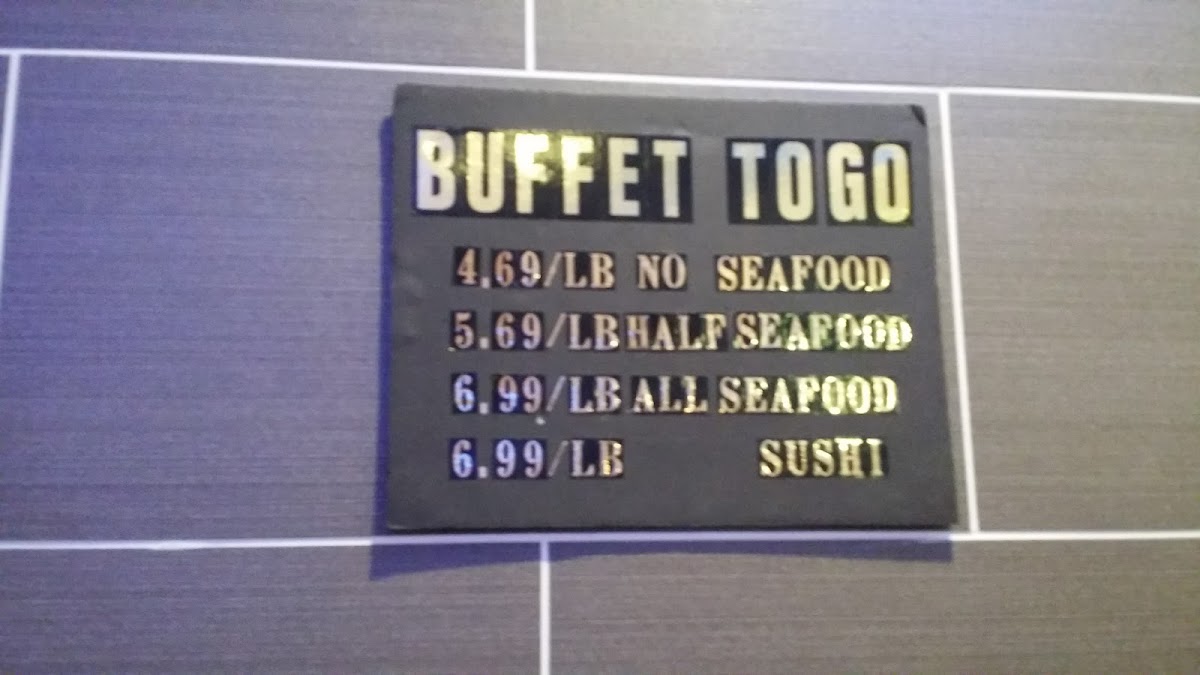 BUFFET TOGO
4.69/LB NO SEAFOOD
5.69/LB HALF SEAFOOD
6.99/LB ALL SEAFOOD
6.99/LB SUSHI